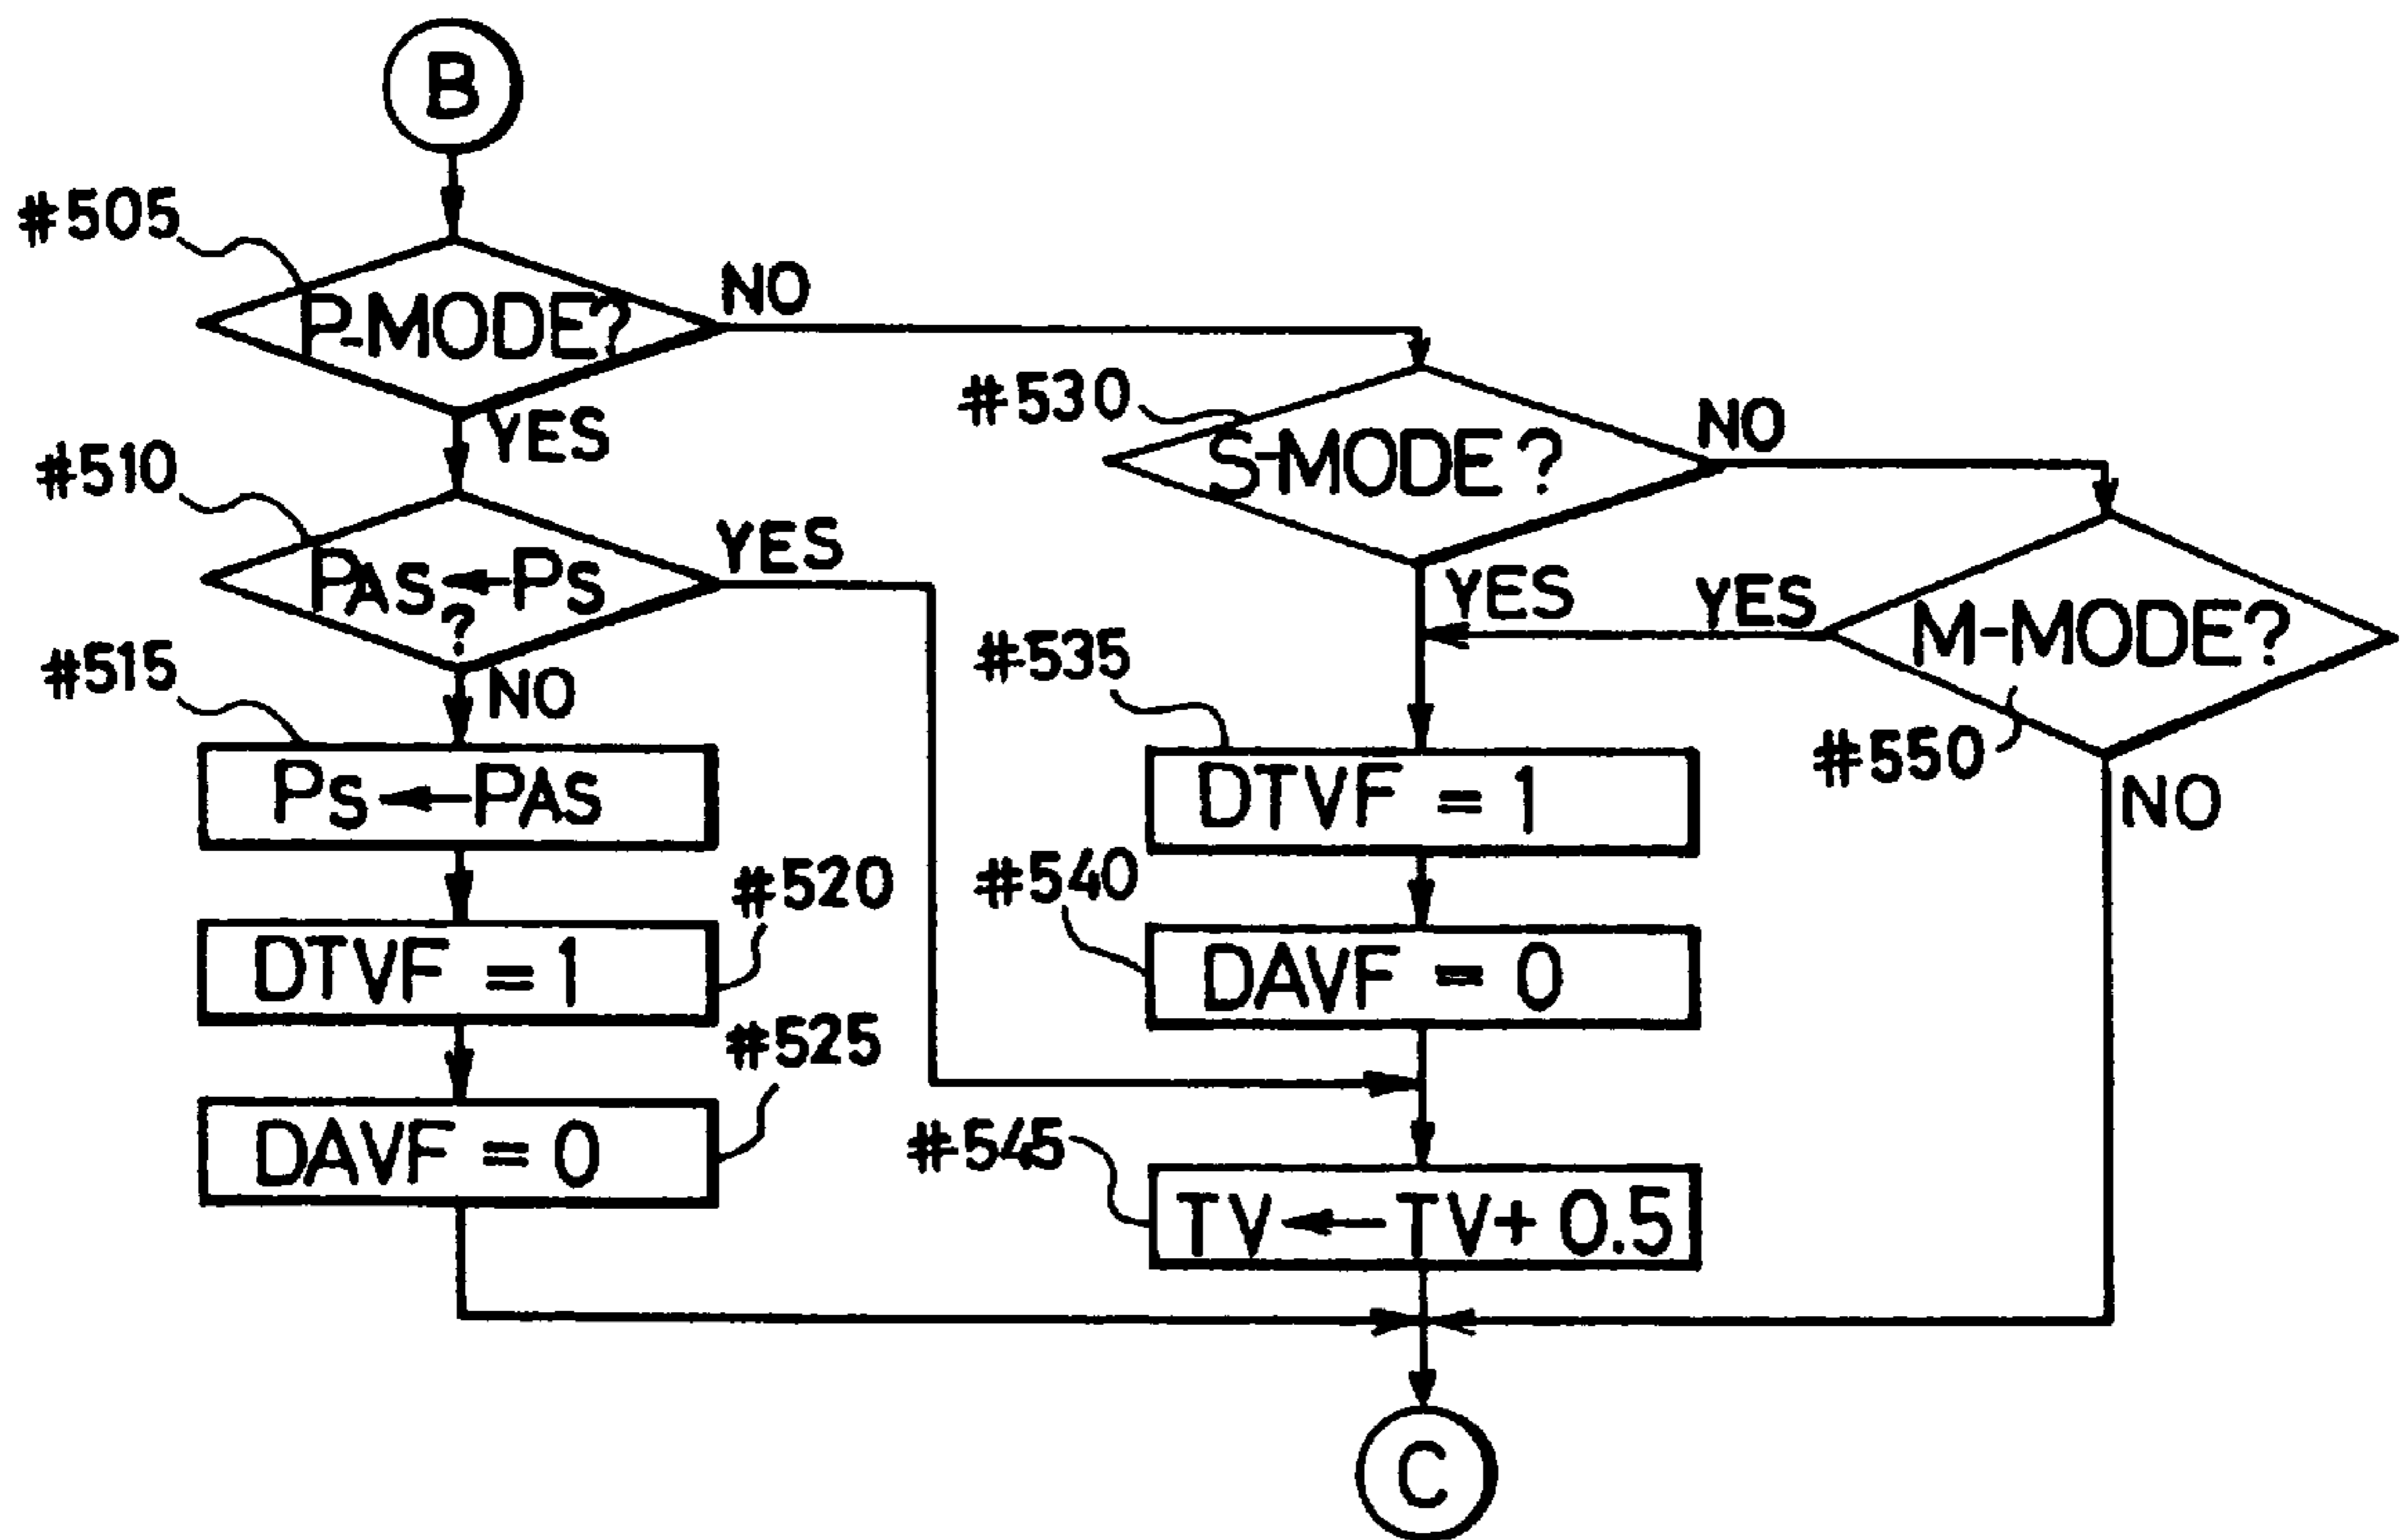 B
#505
P-MODE?
NO
YES
#510
PAS←PS
?
YES
NO
#515
PS←PAS
#520
DTVF = 1
#525
DAVF = 0
#530
S-MODE?
NO
YES
M-MODE?
YES
#550
NO
#535
DTVF = 1
#540
DAVF = 0
#545
TV←TV+0.5
C